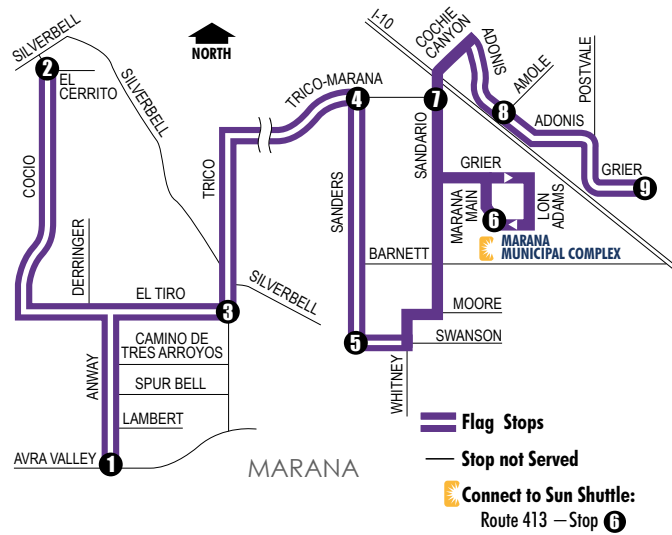 SILVERBELL
2
EL
CERRITO
NORTH
SILVERBELL
COCIO
TRICO
TRICO-MARANA
4
SANDERS
I-10
COCHIE
CANYON
ADONIS
AMOLE
POSTVALE
7
8
ADONIS
SANDARIO
GRIER
GRIER
9
MARANA
MAIN
6
LON
ADAMS
MARANA
MUNICIPAL COMPLEX
BARNETT
DERRINGER
EL TIRO
SILVERBELL
3
MOORE
5
SWANSON
WHITNEY
ANWAY
CAMINO DE
TRES ARROYOS
SPUR BELL
LAMBERT
AVRA VALLEY
1
MARANA
Flag Stops
Stop not Served
Connect to Sun Shuttle:
Route 413 — Stop 6